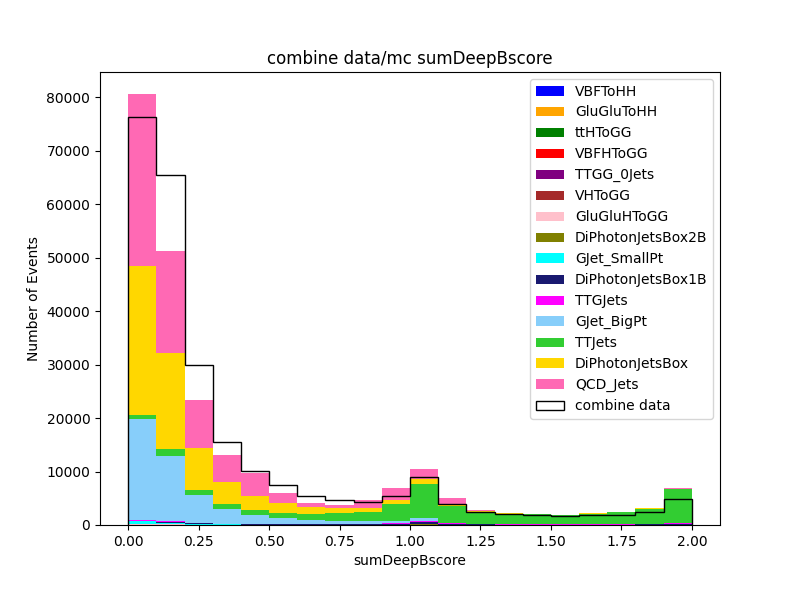 combine data/mc sumDeepBscore
Number of Events
80000
70000
60000
50000
40000
30000
20000
10000
0
0.00 0.25 0.50 0.75 1.00 1.25 1.50 1.75 2.00
sumDeepBscore
VBFToHH
GluGluToHH
ttHToGG
VBFHToGG
TTGG_0Jets
VHToGG
GluGluHToGG
DiPhotonJetsBox2B
GJet_SmallPt
DiPhotonJetsBox1B
TTGJets
GJet_BigPt
TTJets
DiPhotonJetsBox
QCD_Jets
combine data